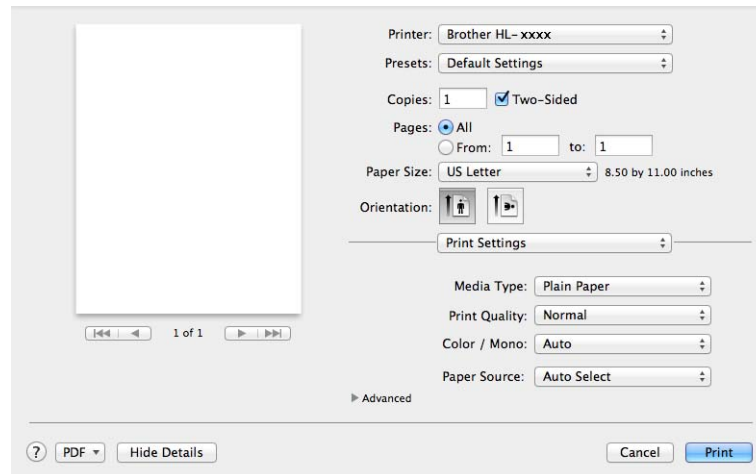 Printer: Brother HL-xxxx
Presets: Default Settings
Copies: 1 Two-Sided
Pages: All
From: 1 to: 1
Paper Size: US Letter 8.50 by 11.00 inches
Orientation:
Print Settings
Media Type: Plain Paper
Print Quality: Normal
1 of 1
Color / Mono: Auto
Paper Source: Auto Select
Advanced
? PDF Hide Details Cancel Print